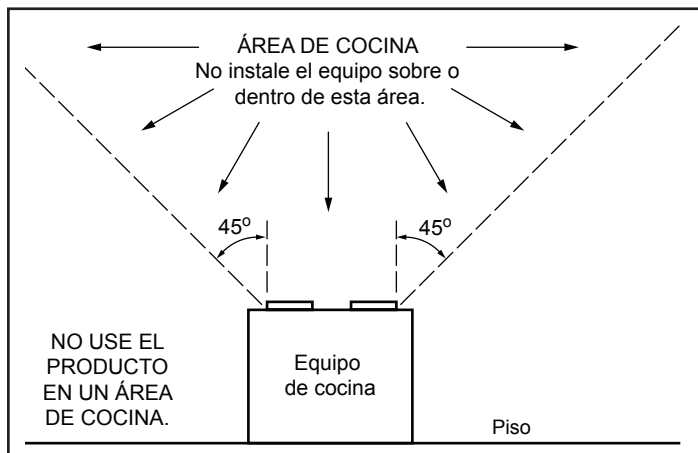 ÁREA DE COCINA
No instale el equipo sobre o
dentro de esta área.
45º
45º
NO USE EL
PRODUCTO
EN UN ÁREA
DE COCINA.
Equipo
de cocina
Piso